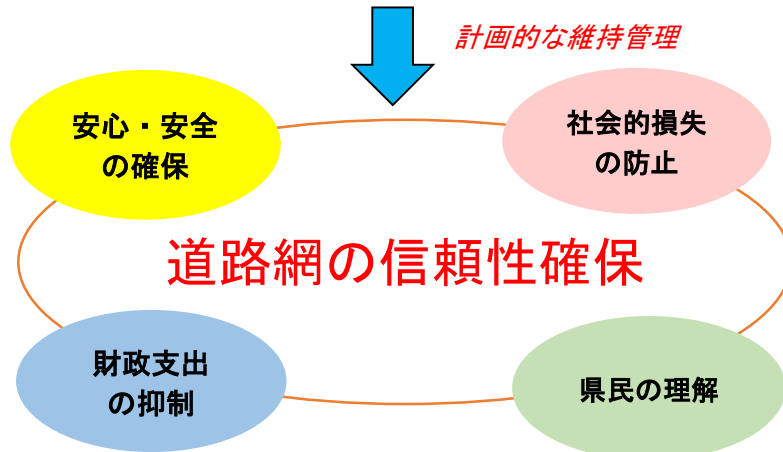 計画的な維持管理
安心・安全
の確保
社会的損失
の防止
道路網の信頼性確保
財政支出
の抑制
県民の理解